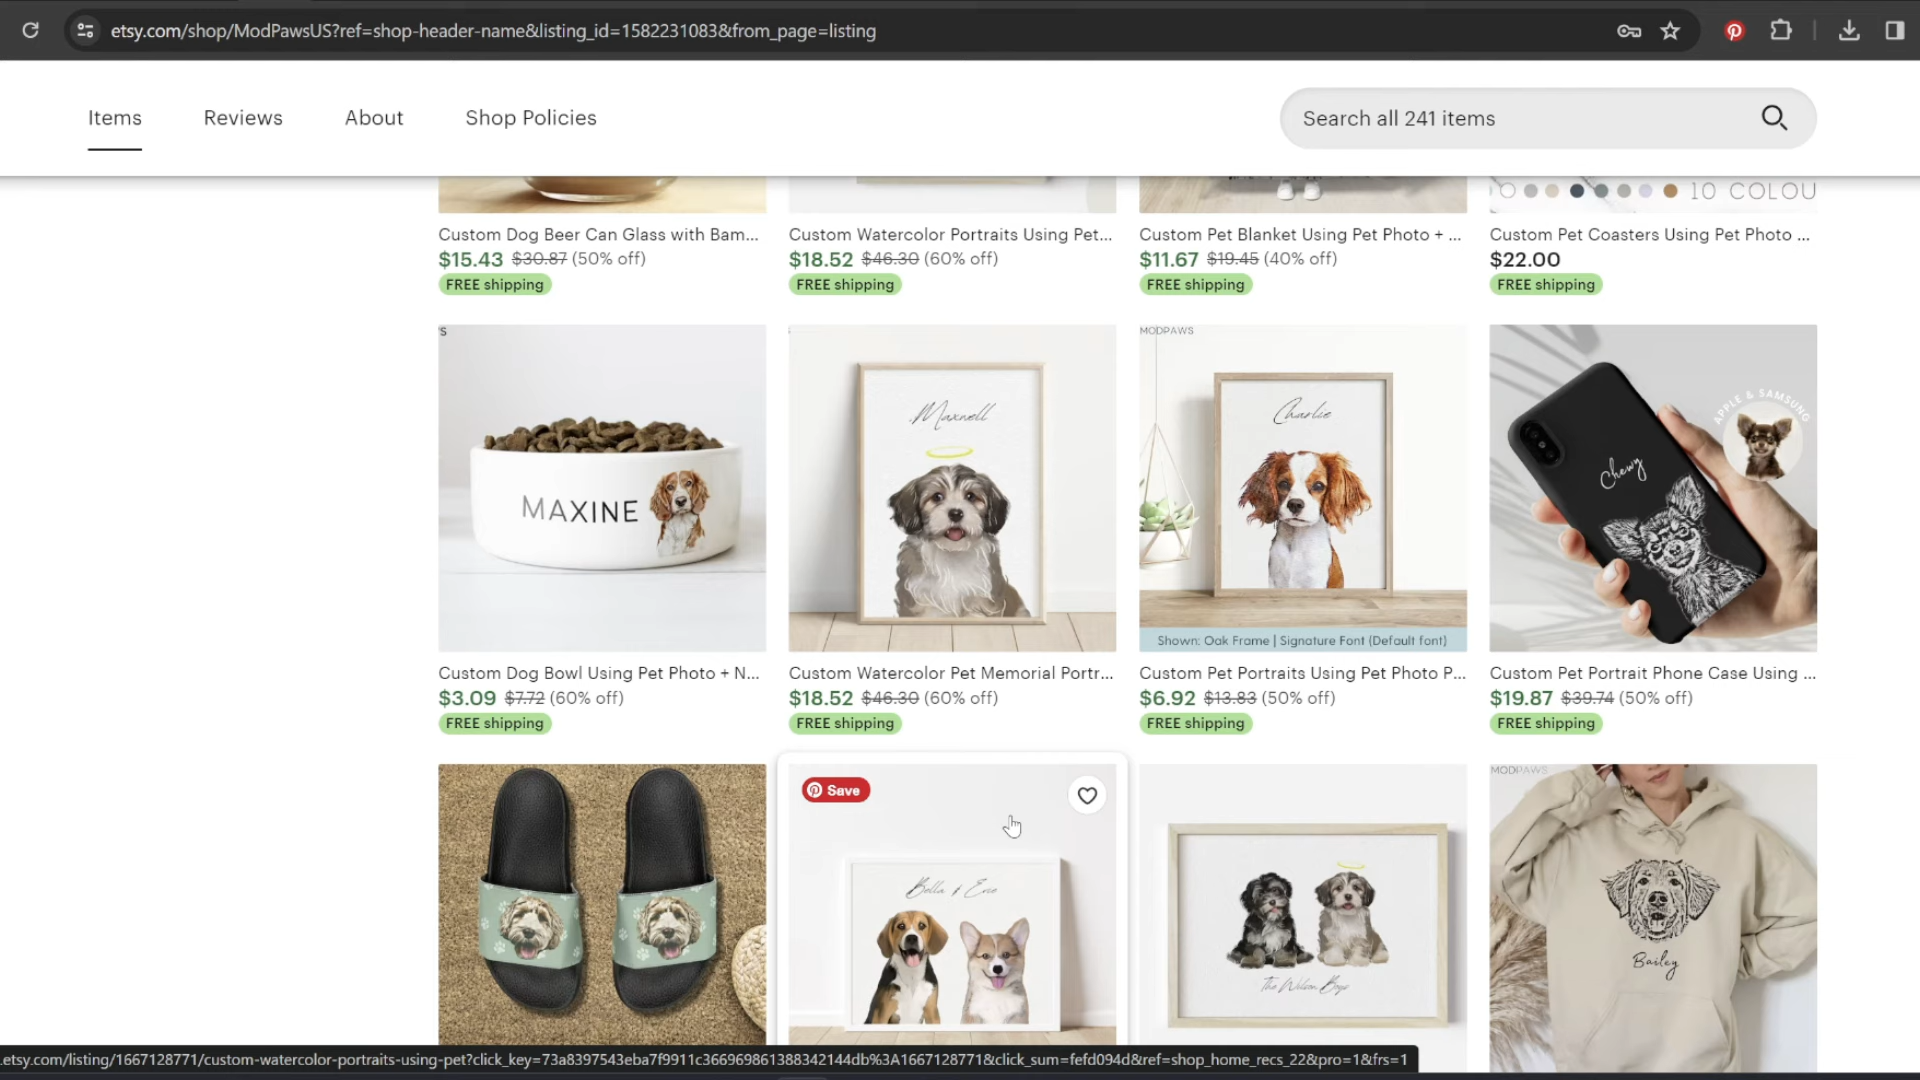 etsy.com/shop/ModPawsUS?ref=shop-header-name&listing_id=1582231083&from_page=listing
Items
Reviews
About
Shop Policies
Search all 241 items
10 COLOU
Custom Dog Beer Can Glass with Bam...
$15.43 $30.87 (50% off)
FREE shipping
Custom Watercolor Portraits Using Pet...
$18.52 $46.30 (60% off)
FREE shipping
Custom Pet Blanket Using Pet Photo + ...
$11.67 $19.45 (40% off)
FREE shipping
Custom Pet Coasters Using Pet Photo ...
$22.00
FREE shipping
S
MAXINE
Maxwell
MODPAWS
Charlie
Shown: Oak Frame | Signature Font (Default font)
APPLE & SAMSUNG
Chewy
Custom Dog Bowl Using Pet Photo + N...
$3.09 $7.72 (60% off)
FREE shipping
Custom Watercolor Pet Memorial Portr...
$18.52 $46.30 (60% off)
FREE shipping
Custom Pet Portraits Using Pet Photo P...
$6.92 $13.83 (50% off)
FREE shipping
Custom Pet Portrait Phone Case Using ...
$19.87 $39.74 (50% off)
FREE shipping
Save
Bella & Enzo
The Wilson Boys
MODPAWS
Bailey
.etsy.com/listing/1667128771/custom-watercolor-portraits-using-pet?click_key=73a8397543eba7f9911c366969861388342144db%3A1667128771&click_sum=fefd094d&ref=shop_home_recs_22&pro=1&frs=1